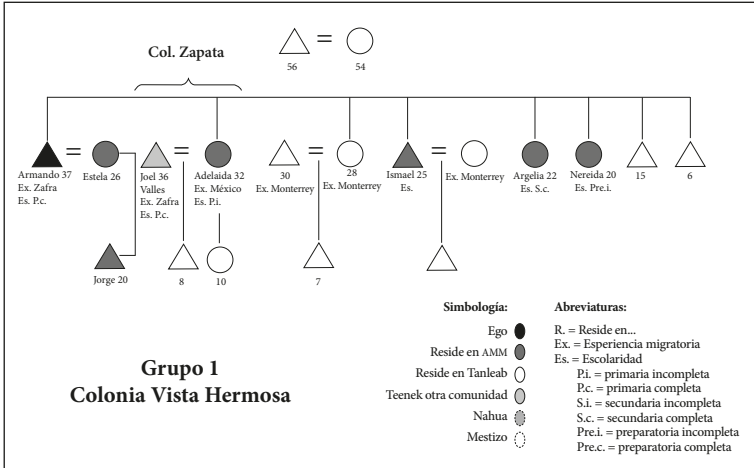 Col. Zapata
56
54
Armando 37
Ex. Zafra
Es. P.c.
Estela 26
Joel 36
Valles
Ex. Zafra
Es. P.c.
Adelaida 32
Ex. México
Es. P.i.
30
Ex. Monterrey
28
Ex. Monterrey
Ismael 25
Es.
Ex. Monterrey
Argelia 22
Es. S.c.
Nereida 20
Es. Pre.i.
15
6
Jorge 20
8
10
7
Grupo 1
Colonia Vista Hermosa
Simbología:
Ego
Reside en AMM
Reside en Tanleab
Teenek otra comunidad
Nahua
Mestizo
Abreviaturas:
R. = Reside en...
Ex. = Esperiencia migratoria
Es. = Escolaridad
P.i. = primaria incompleta
P.c. = primaria completa
S.i. = secundaria incompleta
S.c. = secundaria completa
Pre.i. = preparatoria incompleta
Pre.c. = preparatoria completa